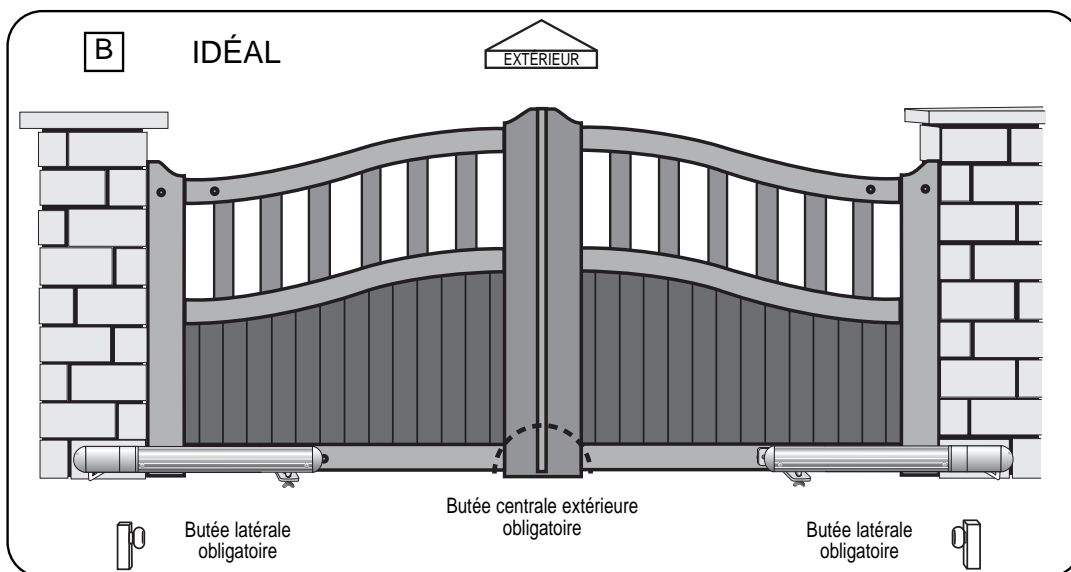 B IDÉAL
EXTÉRIEUR
Butée centrale extérieure
obligatoire
Butée latérale
obligatoire
Butée latérale
obligatoire